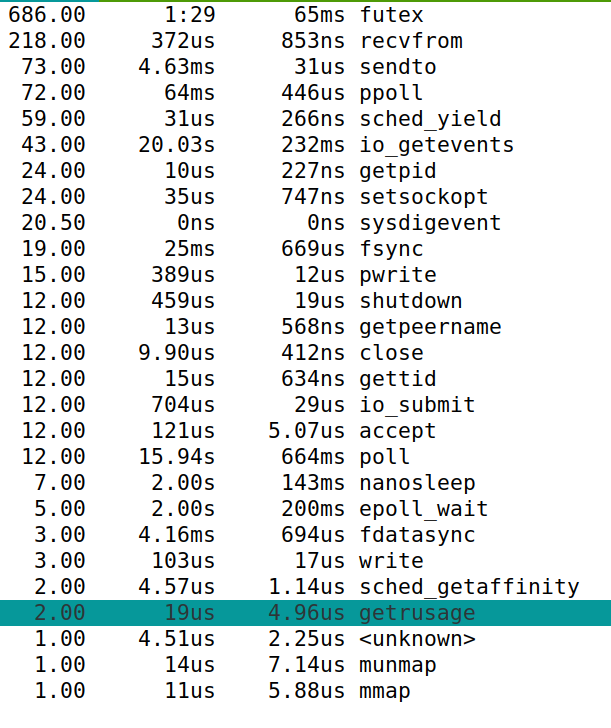 686.00 1:29 65ms futex
218.00 372us 853ns recvfrom
73.00 4.63ms 31us sendto
72.00 64ms 446us ppoll
59.00 31us 266ns sched_yield
43.00 20.03s 232ms io_getevents
24.00 10us 227ns getpid
24.00 35us 747ns setsockopt
20.50 0ns 0ns sysdigevent
19.00 25ms 669us fsync
15.00 389us 12us pwrite
12.00 459us 19us shutdown
12.00 13us 568ns getpeername
12.00 9.90us 412ns close
12.00 15us 634ns gettid
12.00 704us 29us io_submit
12.00 121us 5.07us accept
12.00 15.94s 664ms poll
7.00 2.00s 143ms nanosleep
5.00 2.00s 200ms epoll_wait
3.00 4.16ms 694us fdatasync
3.00 103us 17us write
2.00 4.57us 1.14us sched_getaffinity
2.00 19us 4.96us getrusage
1.00 4.51us 2.25us <unknown>
1.00 14us 7.14us munmap
1.00 11us 5.88us mmap